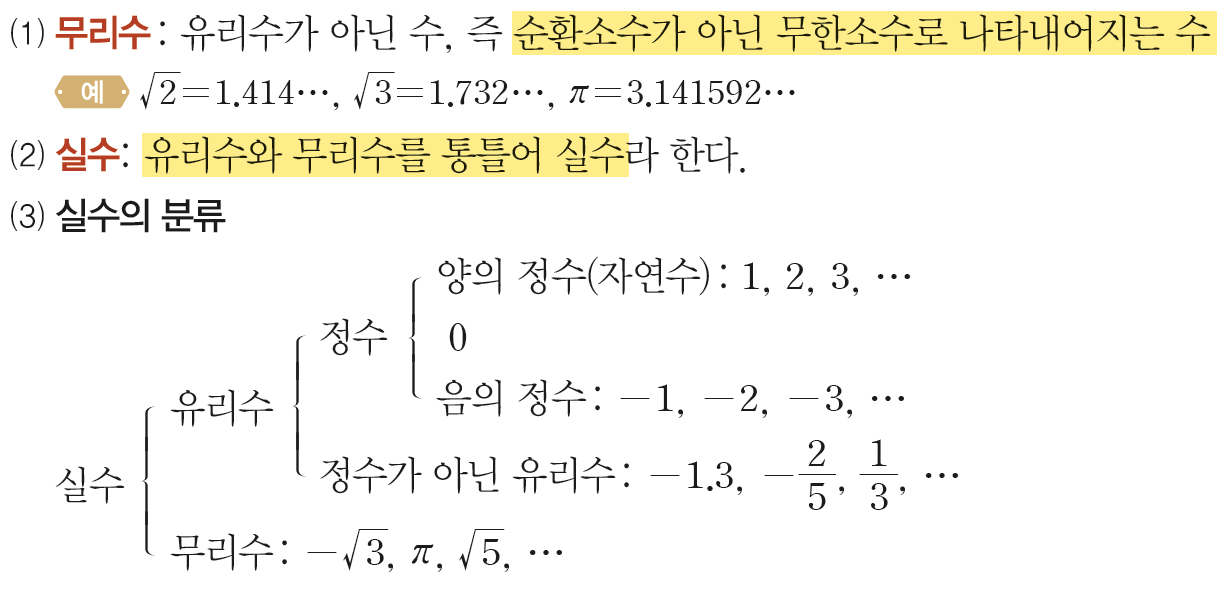 (1) 무리수 : 유리수가 아닌 수, 즉 순환소수가 아닌 무한소수로 나타내어지는 수
예 √2=1.414⋯, √3=1.732⋯, π=3.141592⋯
(2) 실수: 유리수와 무리수를 통틀어 실수라 한다.
(3) 실수의 분류
양의 정수(자연수) : 1, 2, 3, ⋯
정수
0
음의 정수 : −1, −2, −3, ⋯
유리수
정수가 아닌 유리수 : −1.3, −2/5, 1/3, ⋯
실수
무리수 : −√3, π, √5, ⋯